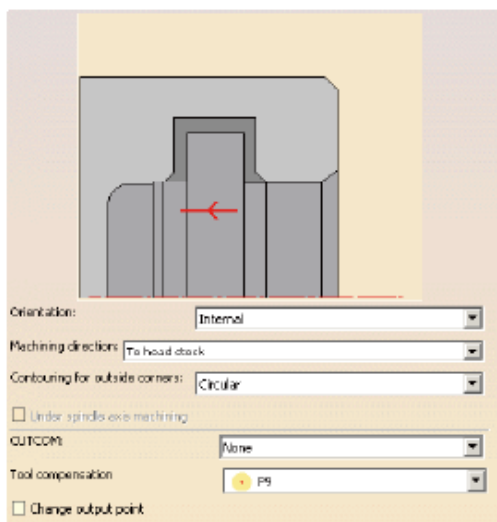 Orientation: Internal
Machining direction: To head stock
Contouring for outside corners: Circular
Under spindle axis machining
CUTCOM: None
Tool compensation P9
Change output point